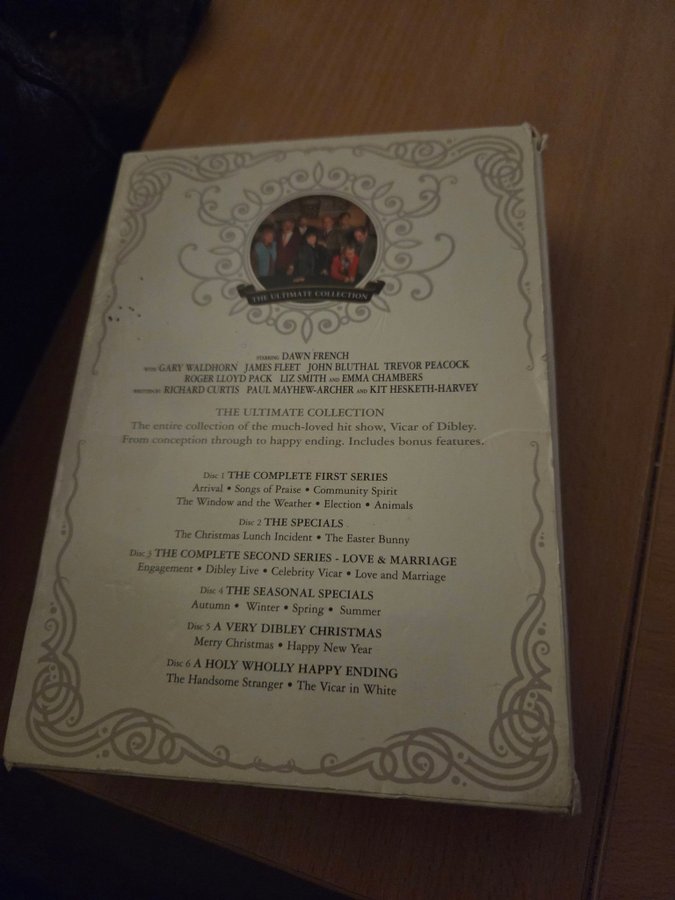 THE ULTIMATE COLLECTION
STARRING DAWN FRENCH
WITH GARY WALDHORN JAMES FLEET JOHN BLUTHAL TREVOR PEACOCK
ROGER LLOYD PACK LIZ SMITH AND EMMA CHAMBERS
WRITTEN BY RICHARD CURTIS PAUL MAYHEW-ARCHER AND KIT HESKETH-HARVEY
THE ULTIMATE COLLECTION
The entire collection of the much-loved hit show, Vicar of Dibley.
From conception through to happy ending. Includes bonus features.
Disc 1 THE COMPLETE FIRST SERIES
Arrival • Songs of Praise • Community Spirit
The Window and the Weather • Election • Animals
Disc 2 THE SPECIALS
The Christmas Lunch Incident • The Easter Bunny
Disc 3 THE COMPLETE SECOND SERIES - LOVE & MARRIAGE
Engagement • Dibley Live • Celebrity Vicar • Love and Marriage
Disc 4 THE SEASONAL SPECIALS
Autumn • Winter • Spring • Summer
Disc 5 A VERY DIBLEY CHRISTMAS
Merry Christmas • Happy New Year
Disc 6 A HOLY WHOLLY HAPPY ENDING
The Handsome Stranger • The Vicar in White